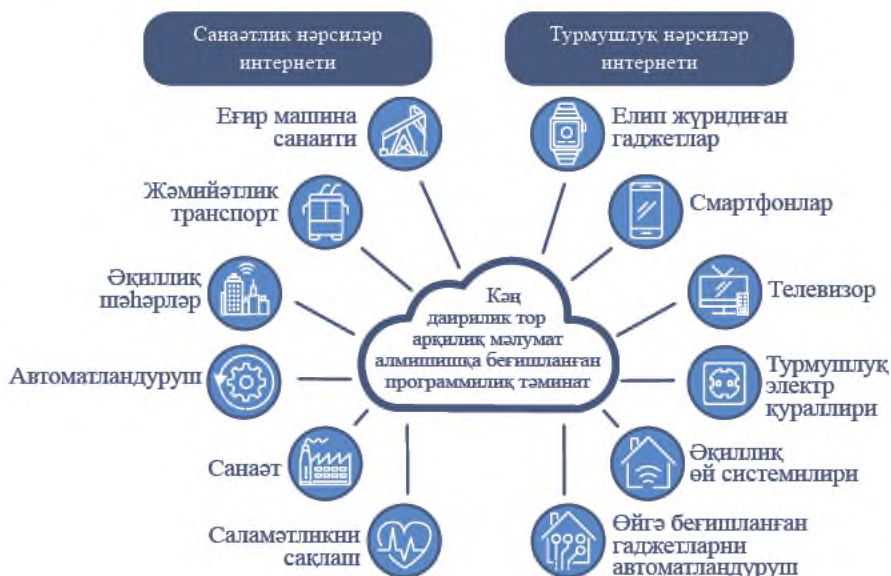 Санаәтлик нәрсиләр
интернети
Турмушлуқ нәрсиләр
интернети
Еғир машина
санаити
Жәмийәтлик
транспорт
Әқиллиқ
шәһәрләр
Автоматландуруш
Санаәт
Саламәтликни
сақлаш
Кәң
даирилик тор
арқилиқ мәлумат
алмишишқа беғишланған
программилиқ тәминат
Елип жүридиған
гаджетлар
Смартфонлар
Телевизор
Турмушлуқ
электр
қураллири
Әқиллиқ
өй системилири
Өйгә беғишланған
гаджетларни
автоматландуруш